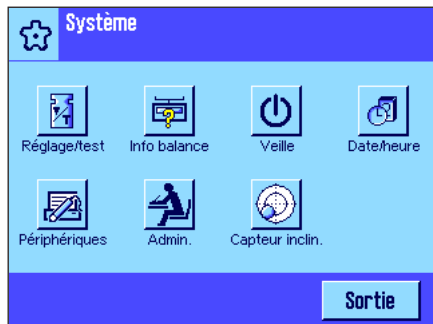 Système
Réglage/test Info balance Veille Date/heure
Périphériques Admin. Capteur inclin.
Sortie